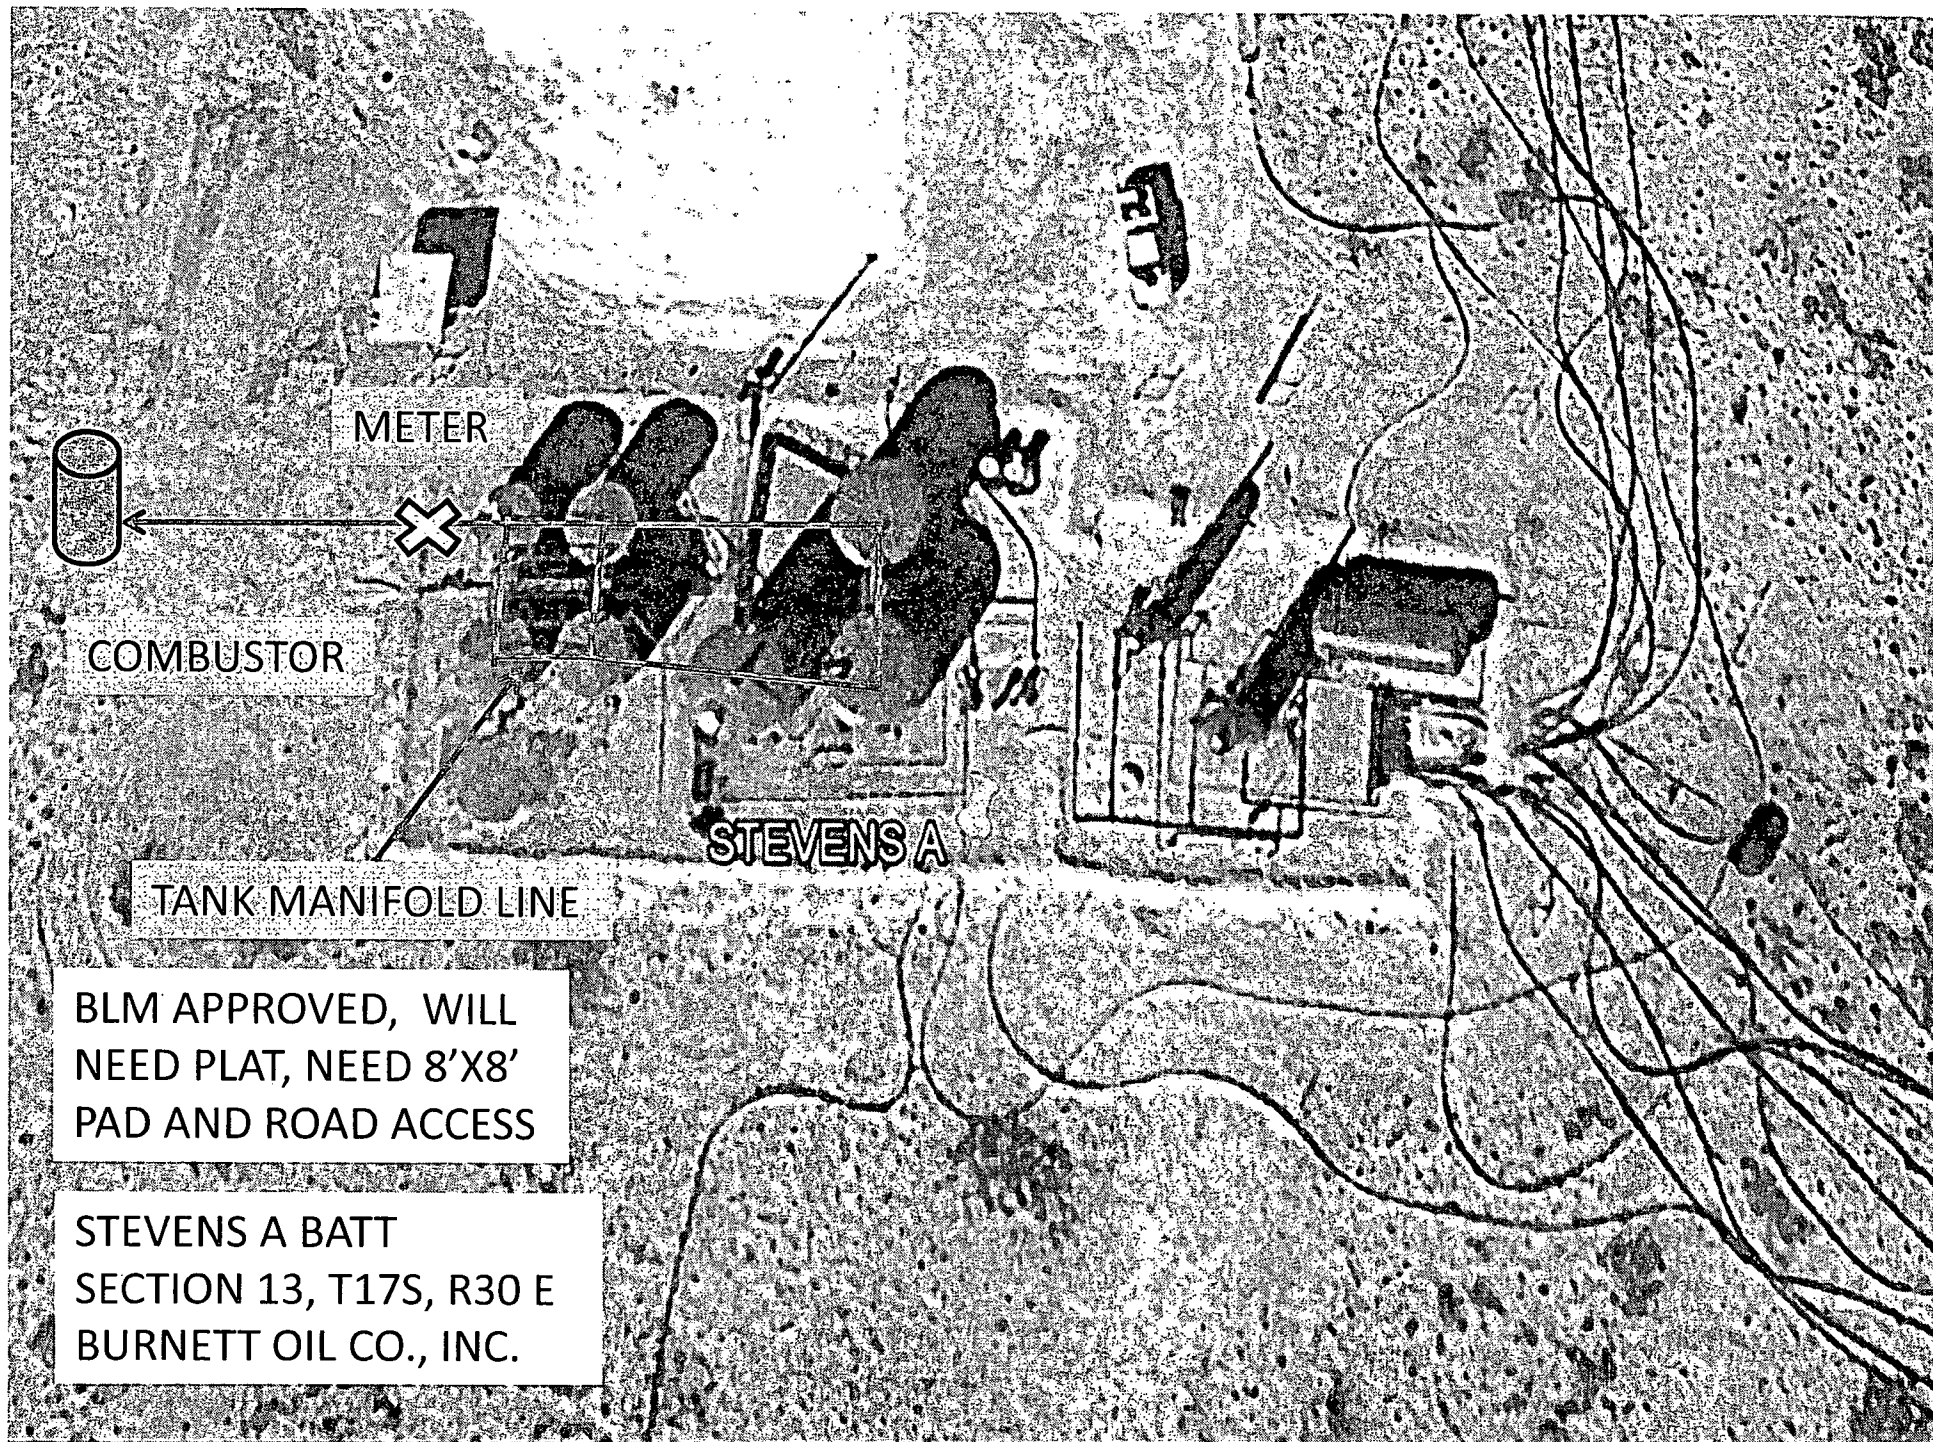 METER
COMBUSTOR
STEVENS A
TANK MANIFOLD LINE
BLM APPROVED, WILL
NEED PLAT, NEED 8'X8'
PAD AND ROAD ACCESS
STEVENS A BATT
SECTION 13, T17S, R30 E
BURNETT OIL CO., INC.